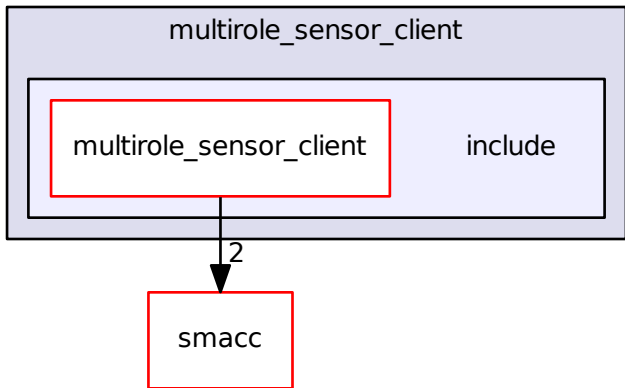 multirole_sensor_client
multirole_sensor_client
include
2
smacc